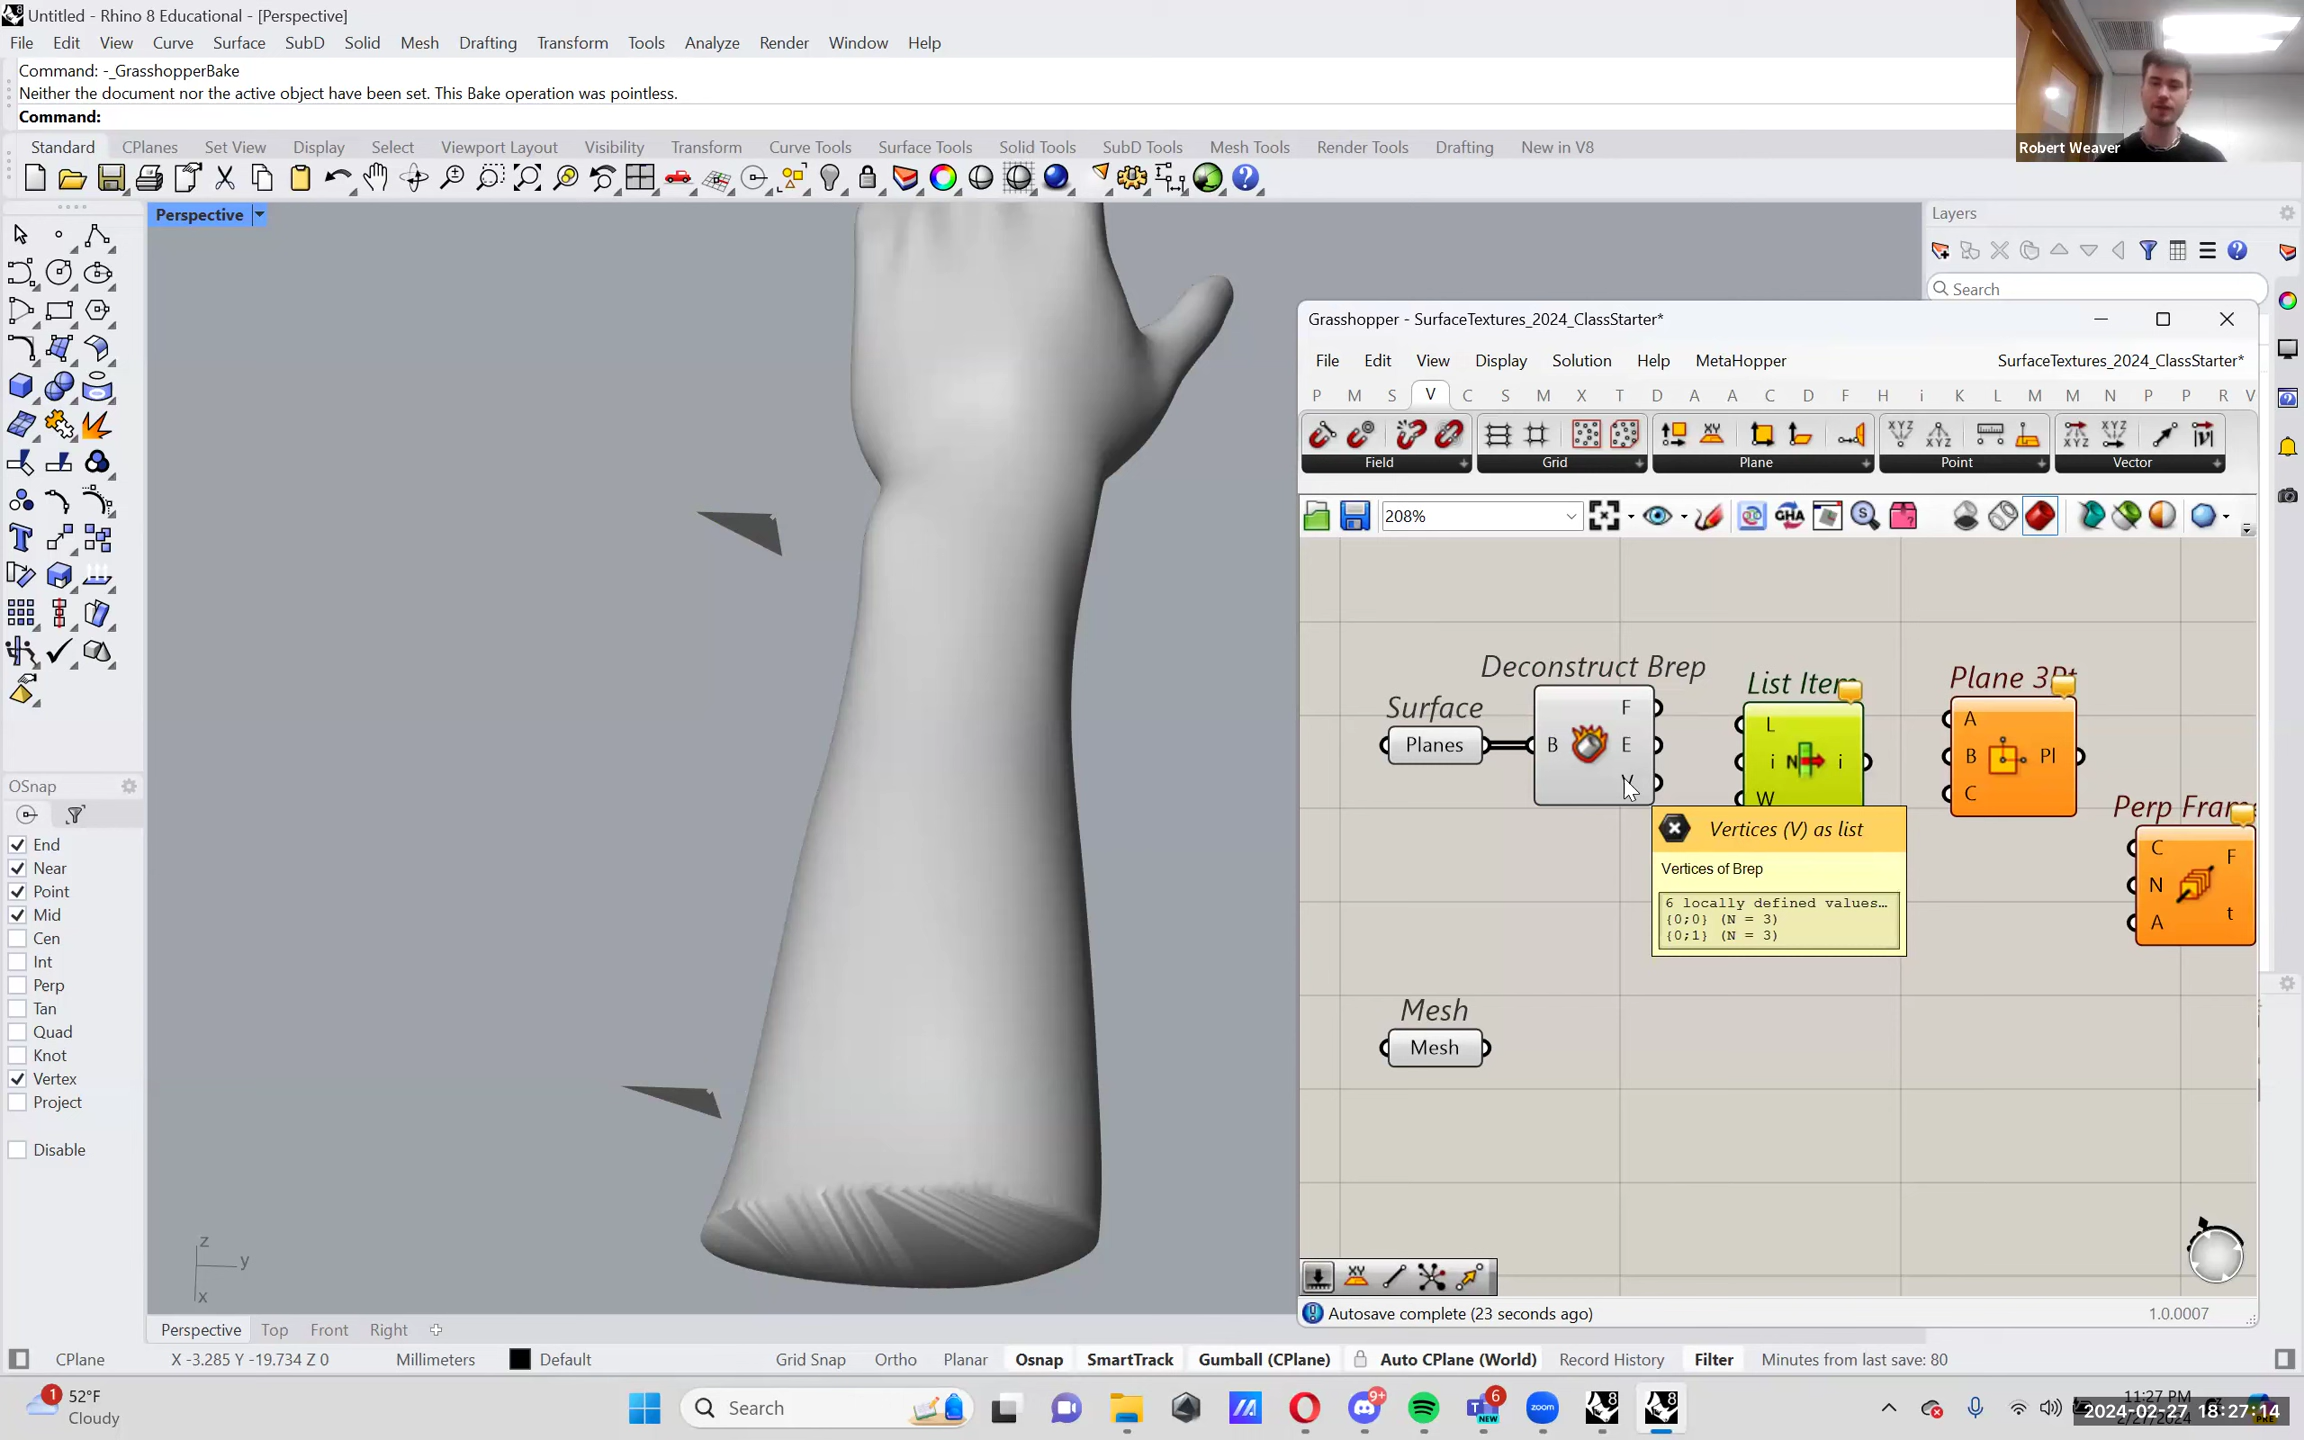 Untitled - Rhino 8 Educational - [Perspective]
File Edit View Curve Surface SubD Solid Mesh Drafting Transform Tools Analyze Render Window Help
Command: -_GrasshopperBake
Neither the document nor the active object have been set. This Bake operation was pointless.
Command:
Robert Weaver
Standard CPlanes Set View Display Select Viewport Layout Visibility Transform Curve Tools Surface Tools Solid Tools SubD Tools Mesh Tools Render Tools Drafting New in V8
Perspective
Layers
Search
Grasshopper - SurfaceTextures_2024_ClassStarter*
File Edit View Display Solution Help MetaHopper SurfaceTextures_2024_ClassStarter*
P M S V C S M X T D A A C D F H i K L M M N P P R V
Field Grid Plane Point Vector
208%
Deconstruct Brep
Surface
Planes
B
F
E
V
List Item
L
i N i
W
Plane 3Pt
A
B Pl
C
Perp Fram
C
N
A
F
t
Vertices (V) as list
Vertices of Brep
6 locally defined values…
{0;0} (N = 3)
{0;1} (N = 3)
Mesh
Mesh
OSnap
End
Near
Point
Mid
Cen
Int
Perp
Tan
Quad
Knot
Vertex
Project
Disable
z
y
x
Autosave complete (23 seconds ago) 1.0.0007
Perspective Top Front Right
CPlane X -3.285 Y -19.734 Z 0 Millimeters Default Grid Snap Ortho Planar Osnap SmartTrack Gumball (CPlane) Auto CPlane (World) Record History Filter Minutes from last save: 80
1
52°F
Cloudy
Search
9+
6
NEW
zoom
11:27 PM
2024-02-27 18:27:14